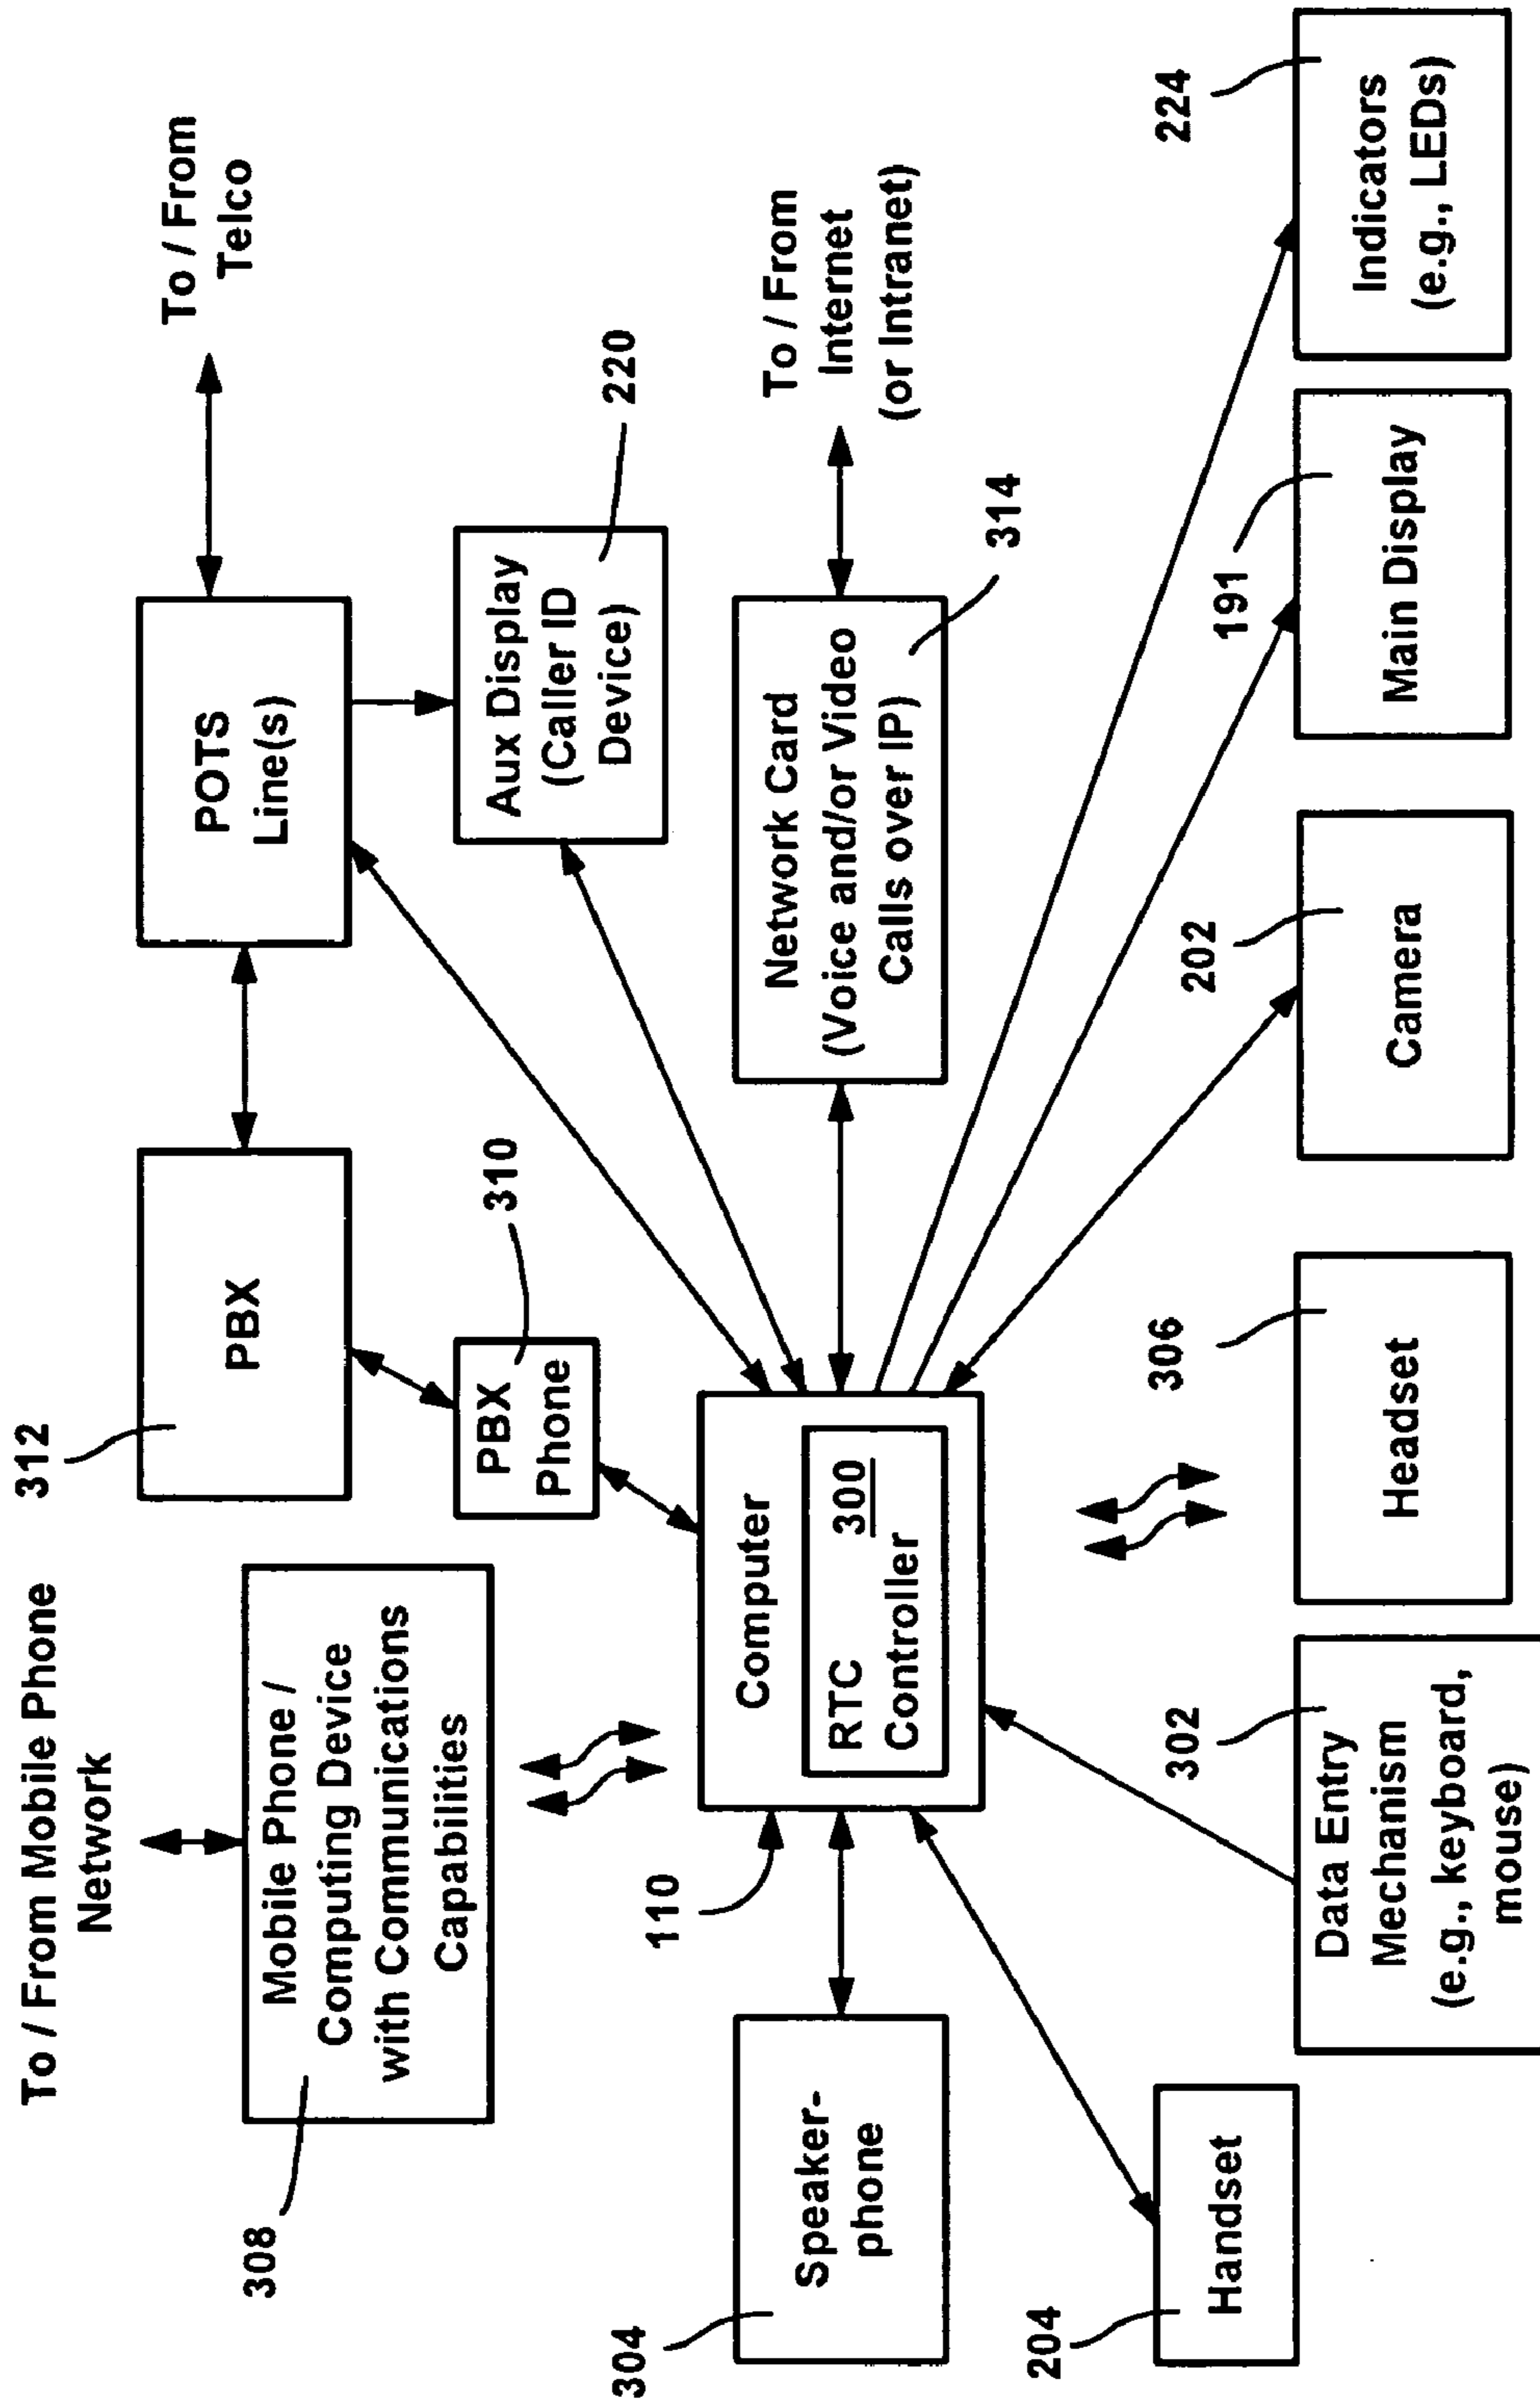 To / From Mobile Phone
Network
308
Mobile Phone /
Computing Device
with Communications
Capabilities
312
PBX
POTS
Line(s)
To / From
Telco
310
PBX
Phone
Aux Display
(Caller ID
Device)
220
304
Speaker-
phone
110
Computer
RTC 300
Controller
Network Card
(Voice and/or Video
Calls over IP)
314
To / From
Internet
(or Intranet)
204
Handset
302
Data Entry
Mechanism
(e.g., keyboard,
mouse)
306
Headset
202
Camera
191
Main Display
224
Indicators
(e.g., LEDs)